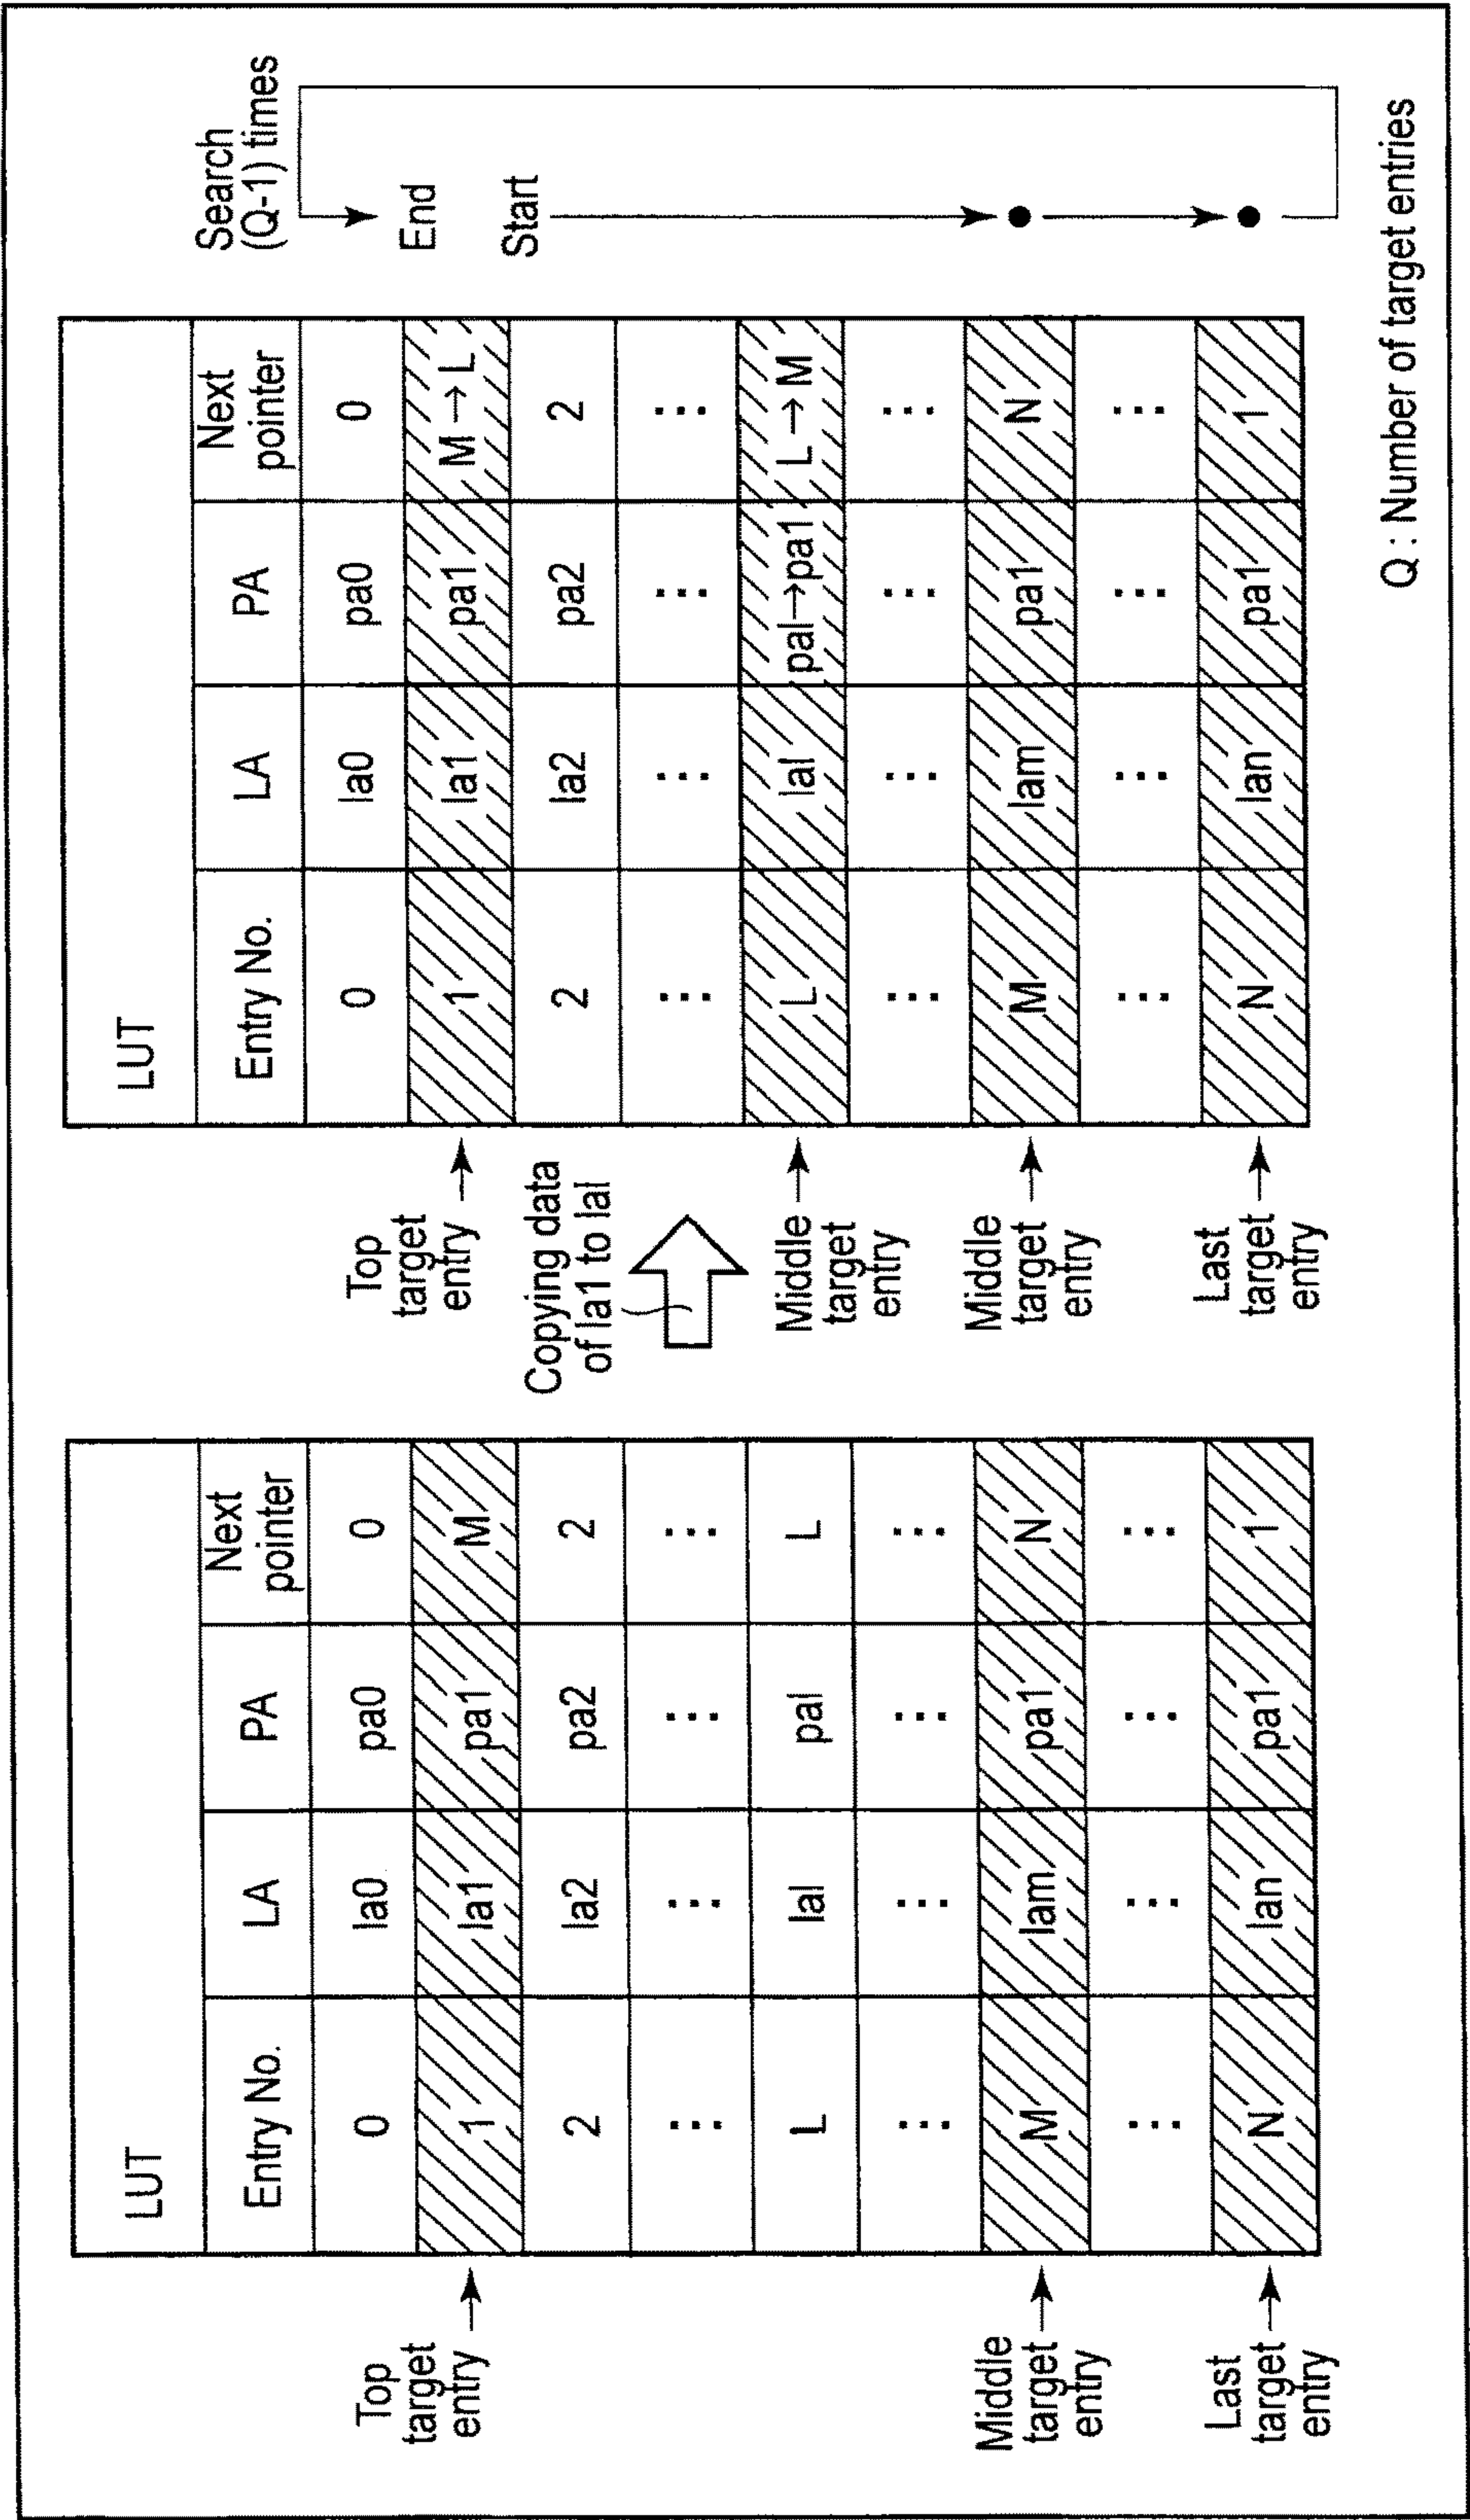 LUT
Entry No. LA PA Next pointer
0 la0 pa0 0
Top target entry → 1 la1 pa1 M
2 la2 pa2 2
⋮ ⋮ ⋮ ⋮
L lal pal L
⋮ ⋮ ⋮ ⋮
Middle target entry → M lam pa1 N
⋮ ⋮ ⋮ ⋮
Last target entry → N lan pa1 1
Copying data
of la1 to lal
LUT
Entry No. LA PA Next pointer
0 la0 pa0 0
Top target entry → 1 la1 pa1 M → L
2 la2 pa2 2
⋮ ⋮ ⋮ ⋮
Middle target entry → L lal pal→pa1 L → M
⋮ ⋮ ⋮ ⋮
Middle target entry → M lam pa1 N
⋮ ⋮ ⋮ ⋮
Last target entry → N lan pa1 1
Search
(Q-1) times
End
Start
Q : Number of target entries